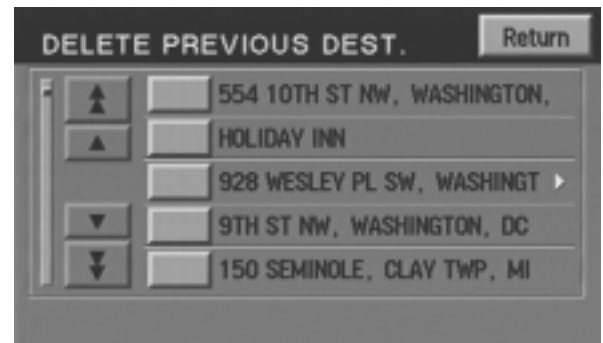 DELETE PREVIOUS DEST.
Return
554 10TH ST NW, WASHINGTON,
HOLIDAY INN
928 WESLEY PL SW, WASHINGT
9TH ST NW, WASHINGTON, DC
150 SEMINOLE, CLAY TWP, MI